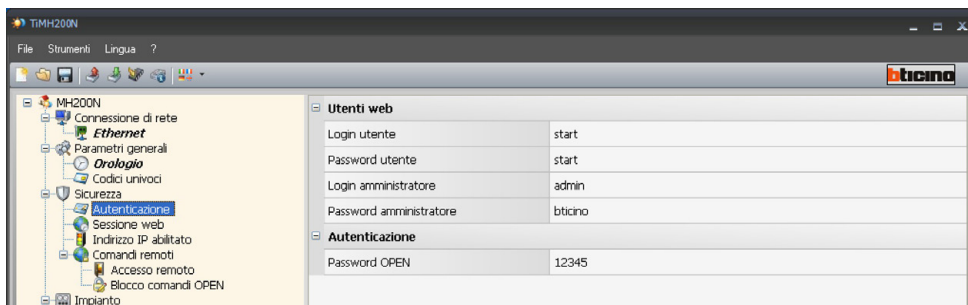 TiMH200N
File Strumenti Lingua ?
bticino
MH200N
Connessione di rete
Ethernet
Parametri generali
Orologio
Codici univoci
Sicurezza
Autenticazione
Sessione web
Indirizzo IP abilitato
Comandi remoti
Accesso remoto
Blocco comandi OPEN
Impianto
Utenti web
Login utente start
Password utente start
Login amministratore admin
Password amministratore bticino
Autenticazione
Password OPEN 12345